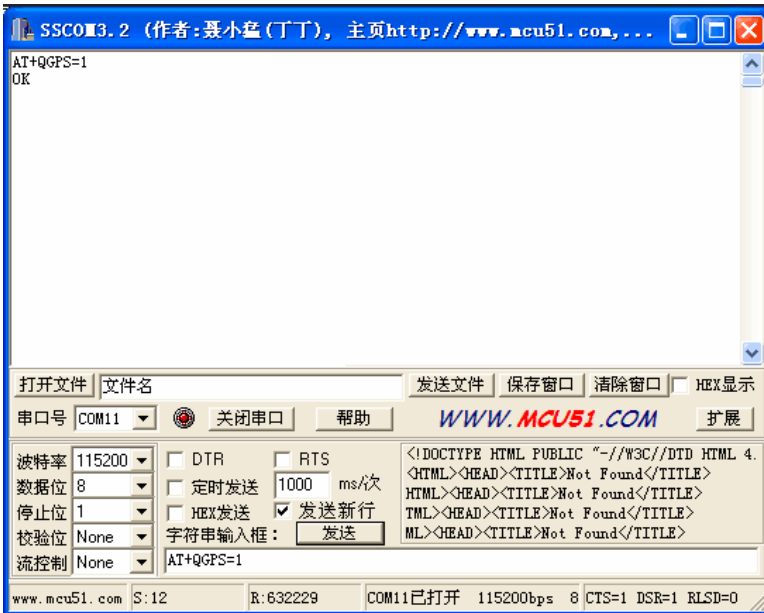 SSCOM3.2 (作者:聂小猛(丁丁), 主页http://www.mcu51.com,...
AT+QGPS=1
OK
打开文件 文件名 发送文件 保存窗口 清除窗口 HEX显示
串口号 COM11 关闭串口 帮助 WWW.MCU51.COM 扩展
波特率 115200 DTR RTS
数据位 8 定时发送 1000 ms/次
停止位 1 HEX发送 发送新行
校验位 None 字符串输入框: 发送
流控制 None AT+QGPS=1
<!DOCTYPE HTML PUBLIC "-//W3C//DTD HTML 4.
<HTML><HEAD><TITLE>Not Found</TITLE>
HTML><HEAD><TITLE>Not Found</TITLE>
TML><HEAD><TITLE>Not Found</TITLE>
ML><HEAD><TITLE>Not Found</TITLE>
www.mcu51.com S:12 R:632229 COM11已打开 115200bps 8 CTS=1 DSR=1 RLSD=0